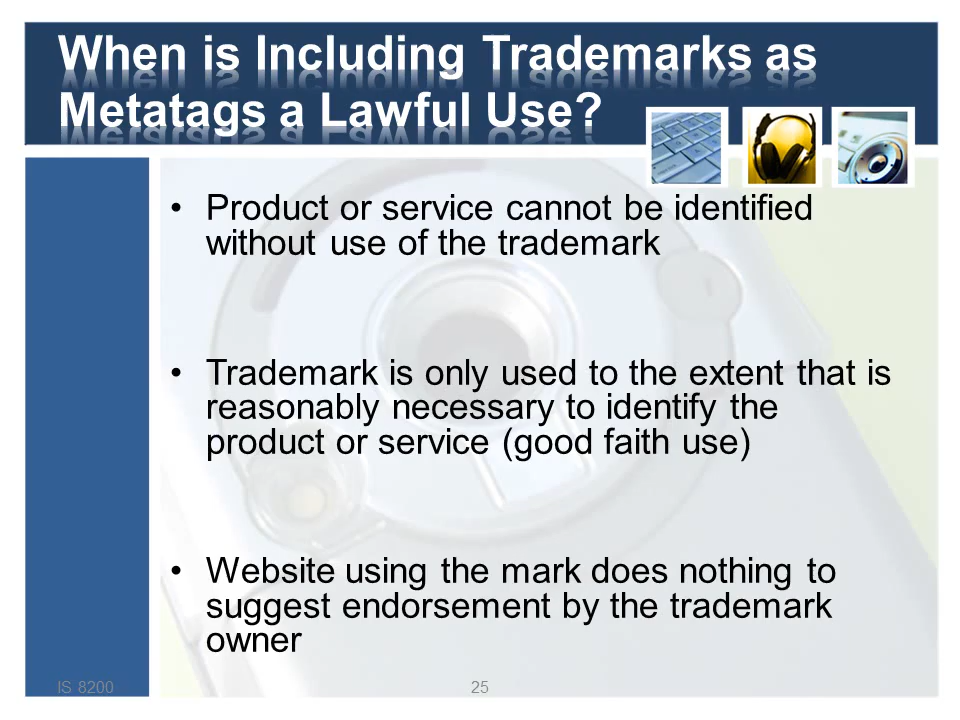 When is Including Trademarks as
Metatags a Lawful Use?
• Product or service cannot be identified
without use of the trademark
• Trademark is only used to the extent that is
reasonably necessary to identify the
product or service (good faith use)
• Website using the mark does nothing to
suggest endorsement by the trademark
owner
IS 8200
25